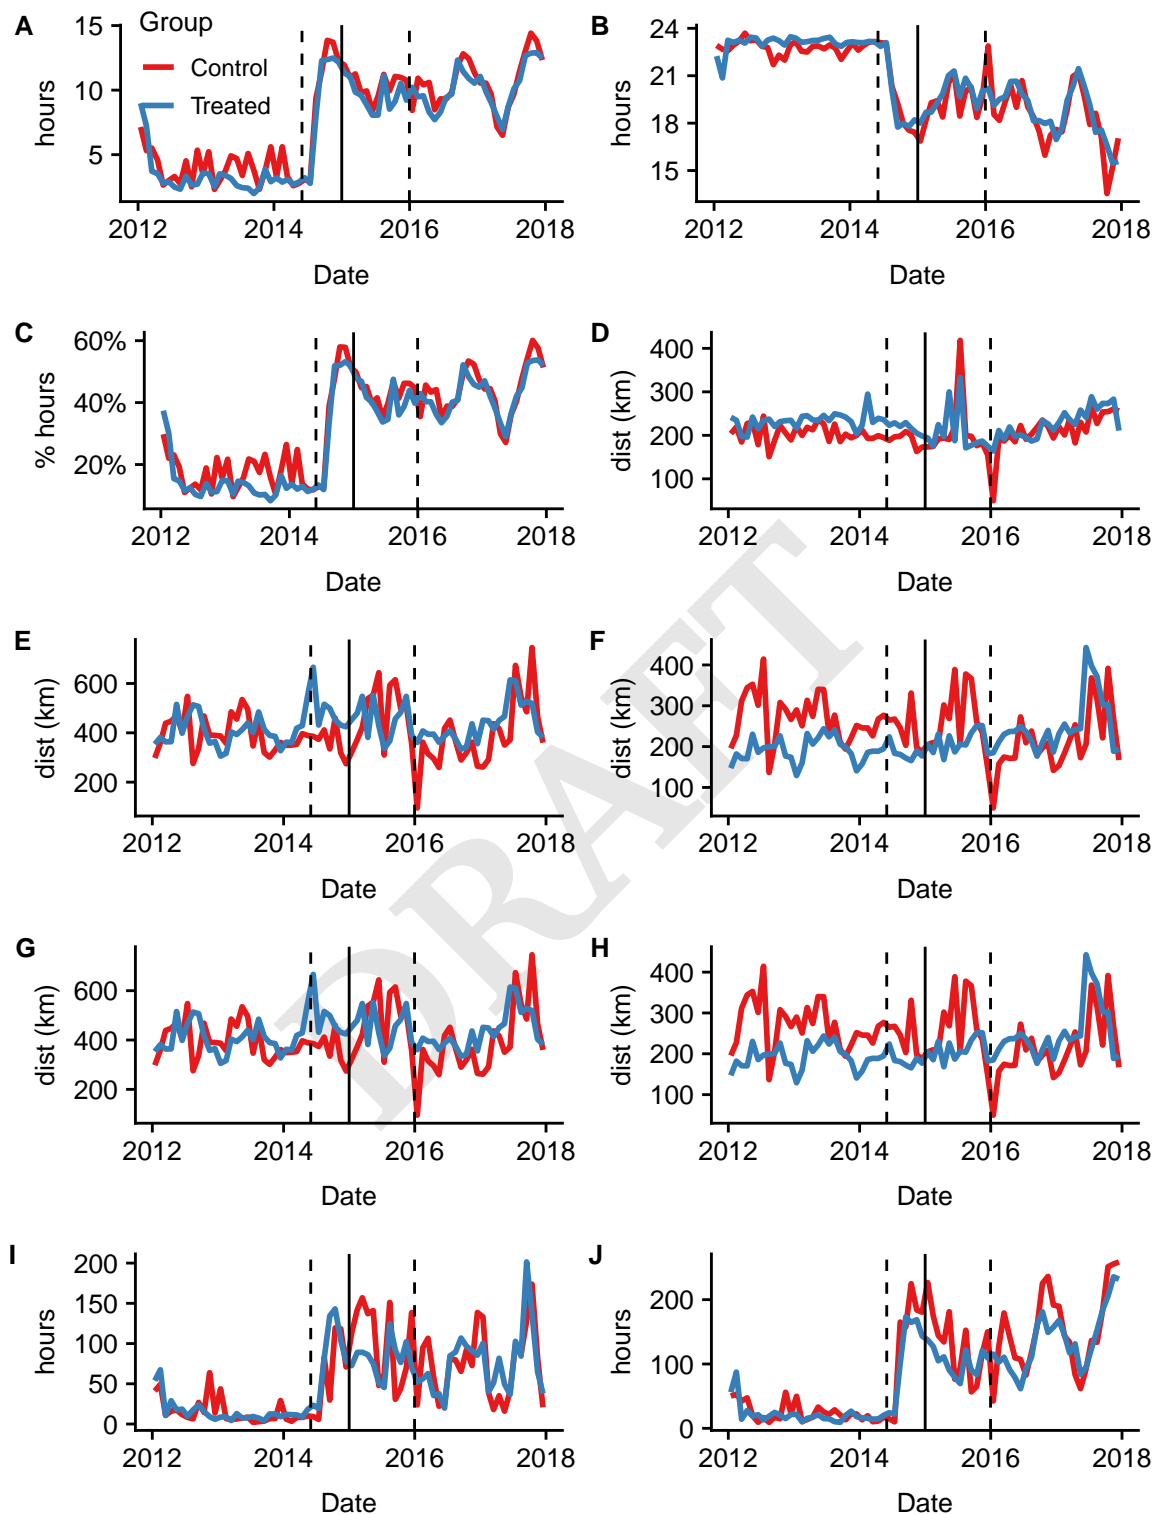 A
Group
Control
Treated
15
10
5
hours
2012
2014
2016
2018
Date
B
24
21
18
15
hours
2012
2014
2016
2018
Date
C
60%
40%
20%
% hours
2012
2014
2016
2018
Date
D
400
300
200
100
dist (km)
2012
2014
2016
2018
Date
E
600
400
200
dist (km)
2012
2014
2016
2018
Date
F
400
300
200
100
dist (km)
2012
2014
2016
2018
Date
G
600
400
200
dist (km)
2012
2014
2016
2018
Date
H
400
300
200
100
dist (km)
2012
2014
2016
2018
Date
I
200
150
100
50
0
hours
2012
2014
2016
2018
Date
J
200
100
0
hours
2012
2014
2016
2018
Date
DRAFT